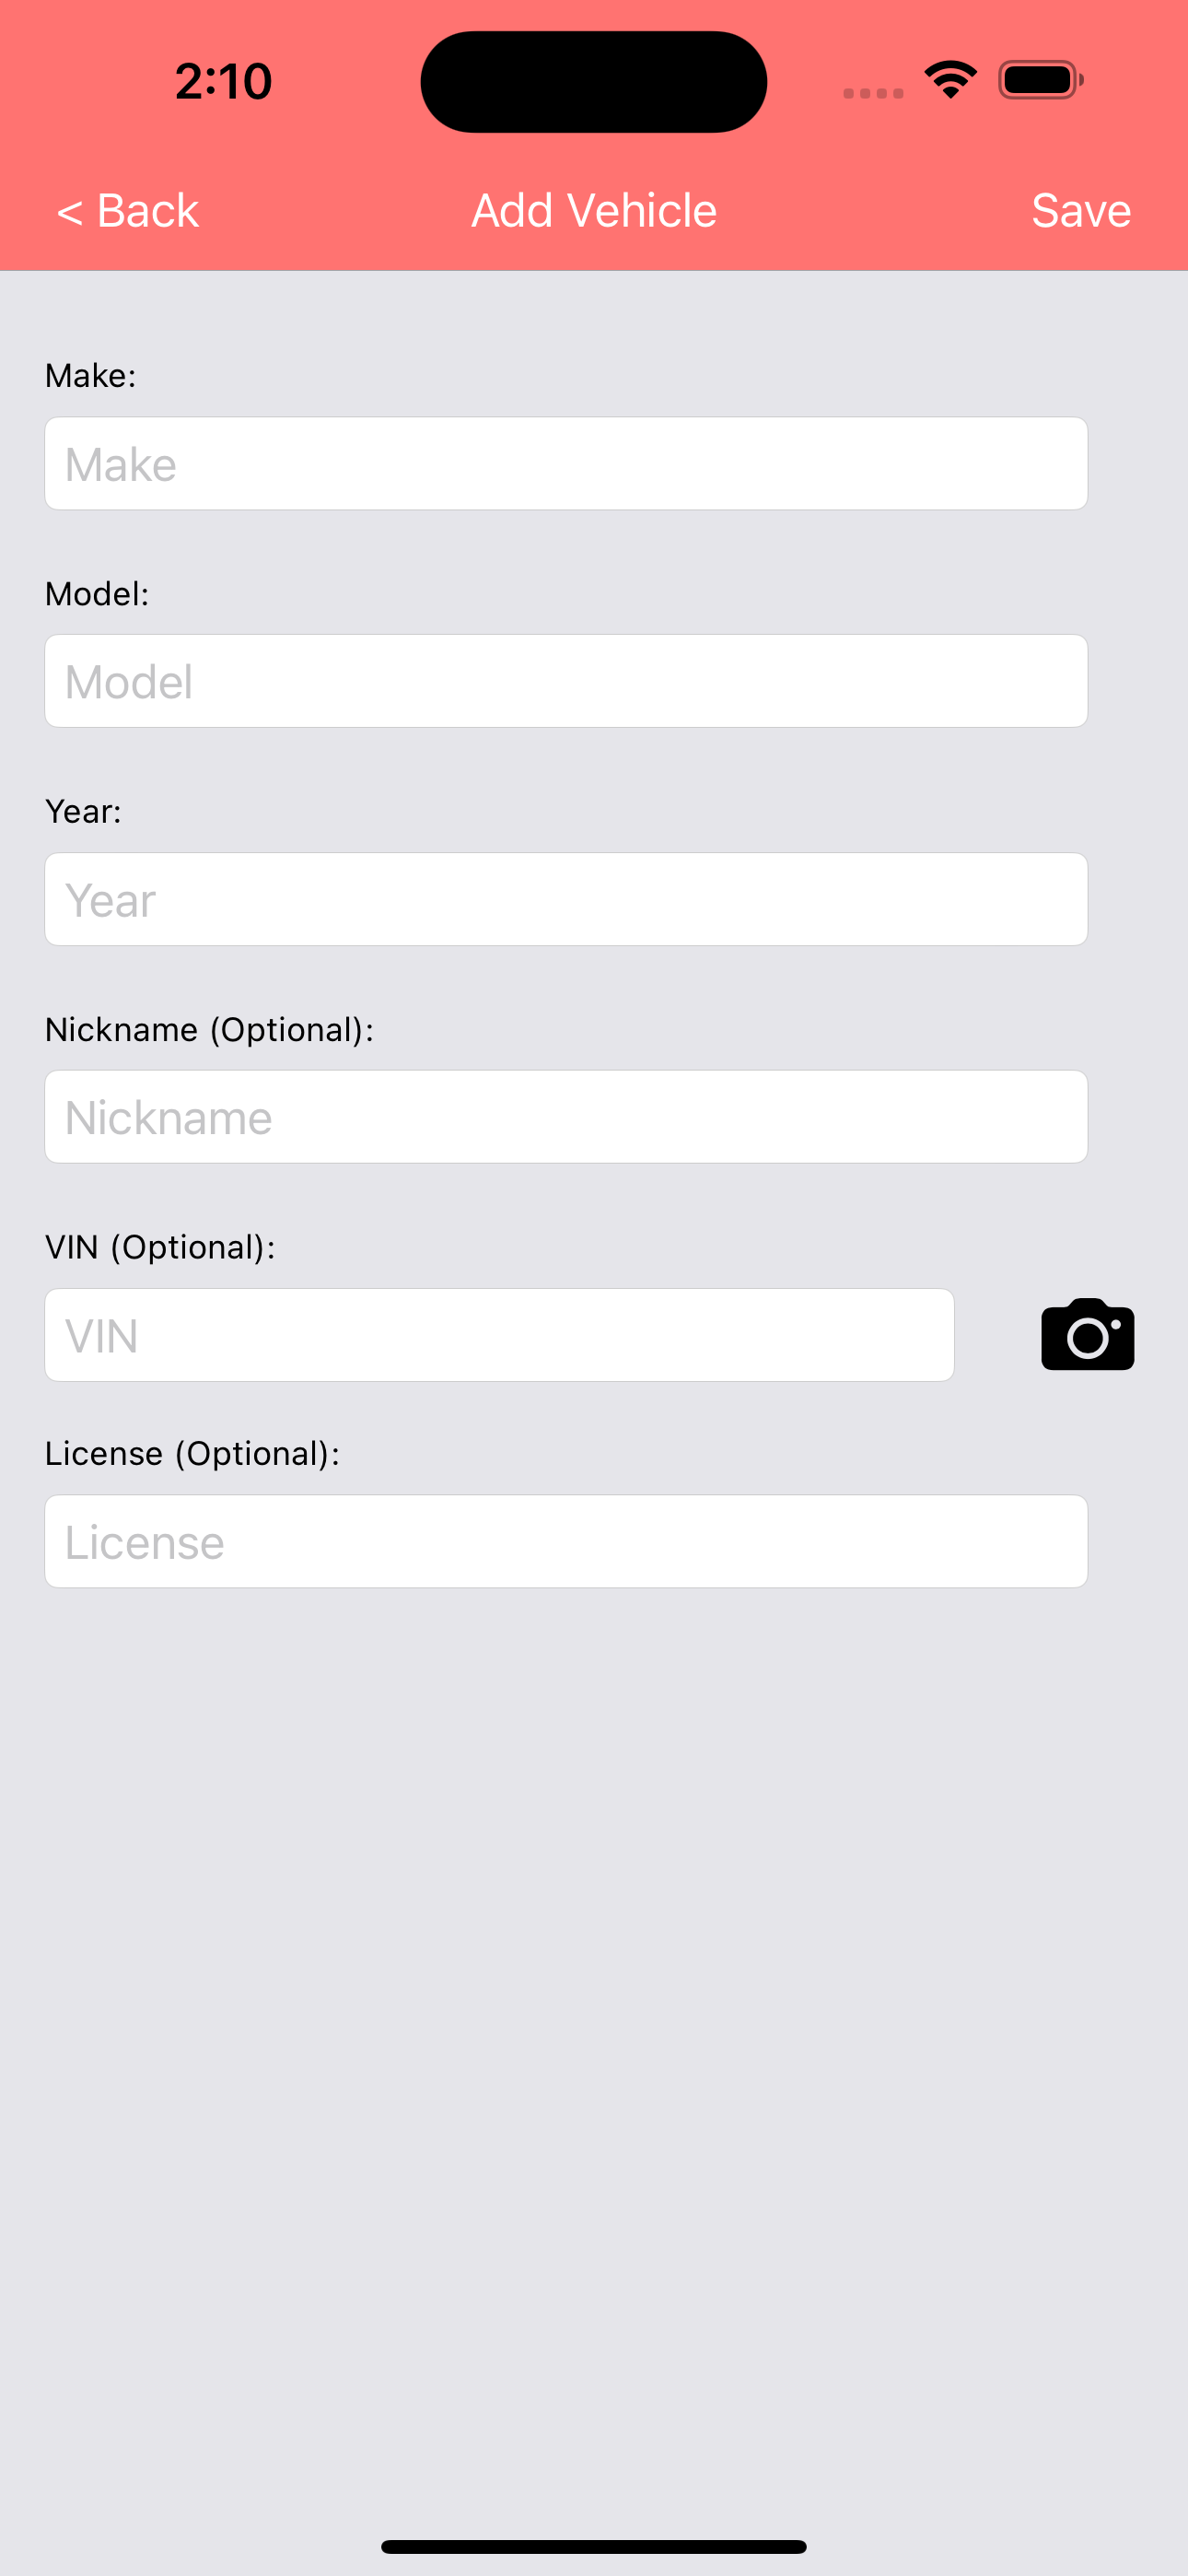 2:10
< Back Add Vehicle Save
Make:
Make
Model:
Model
Year:
Year
Nickname (Optional):
Nickname
VIN (Optional):
VIN
License (Optional):
License